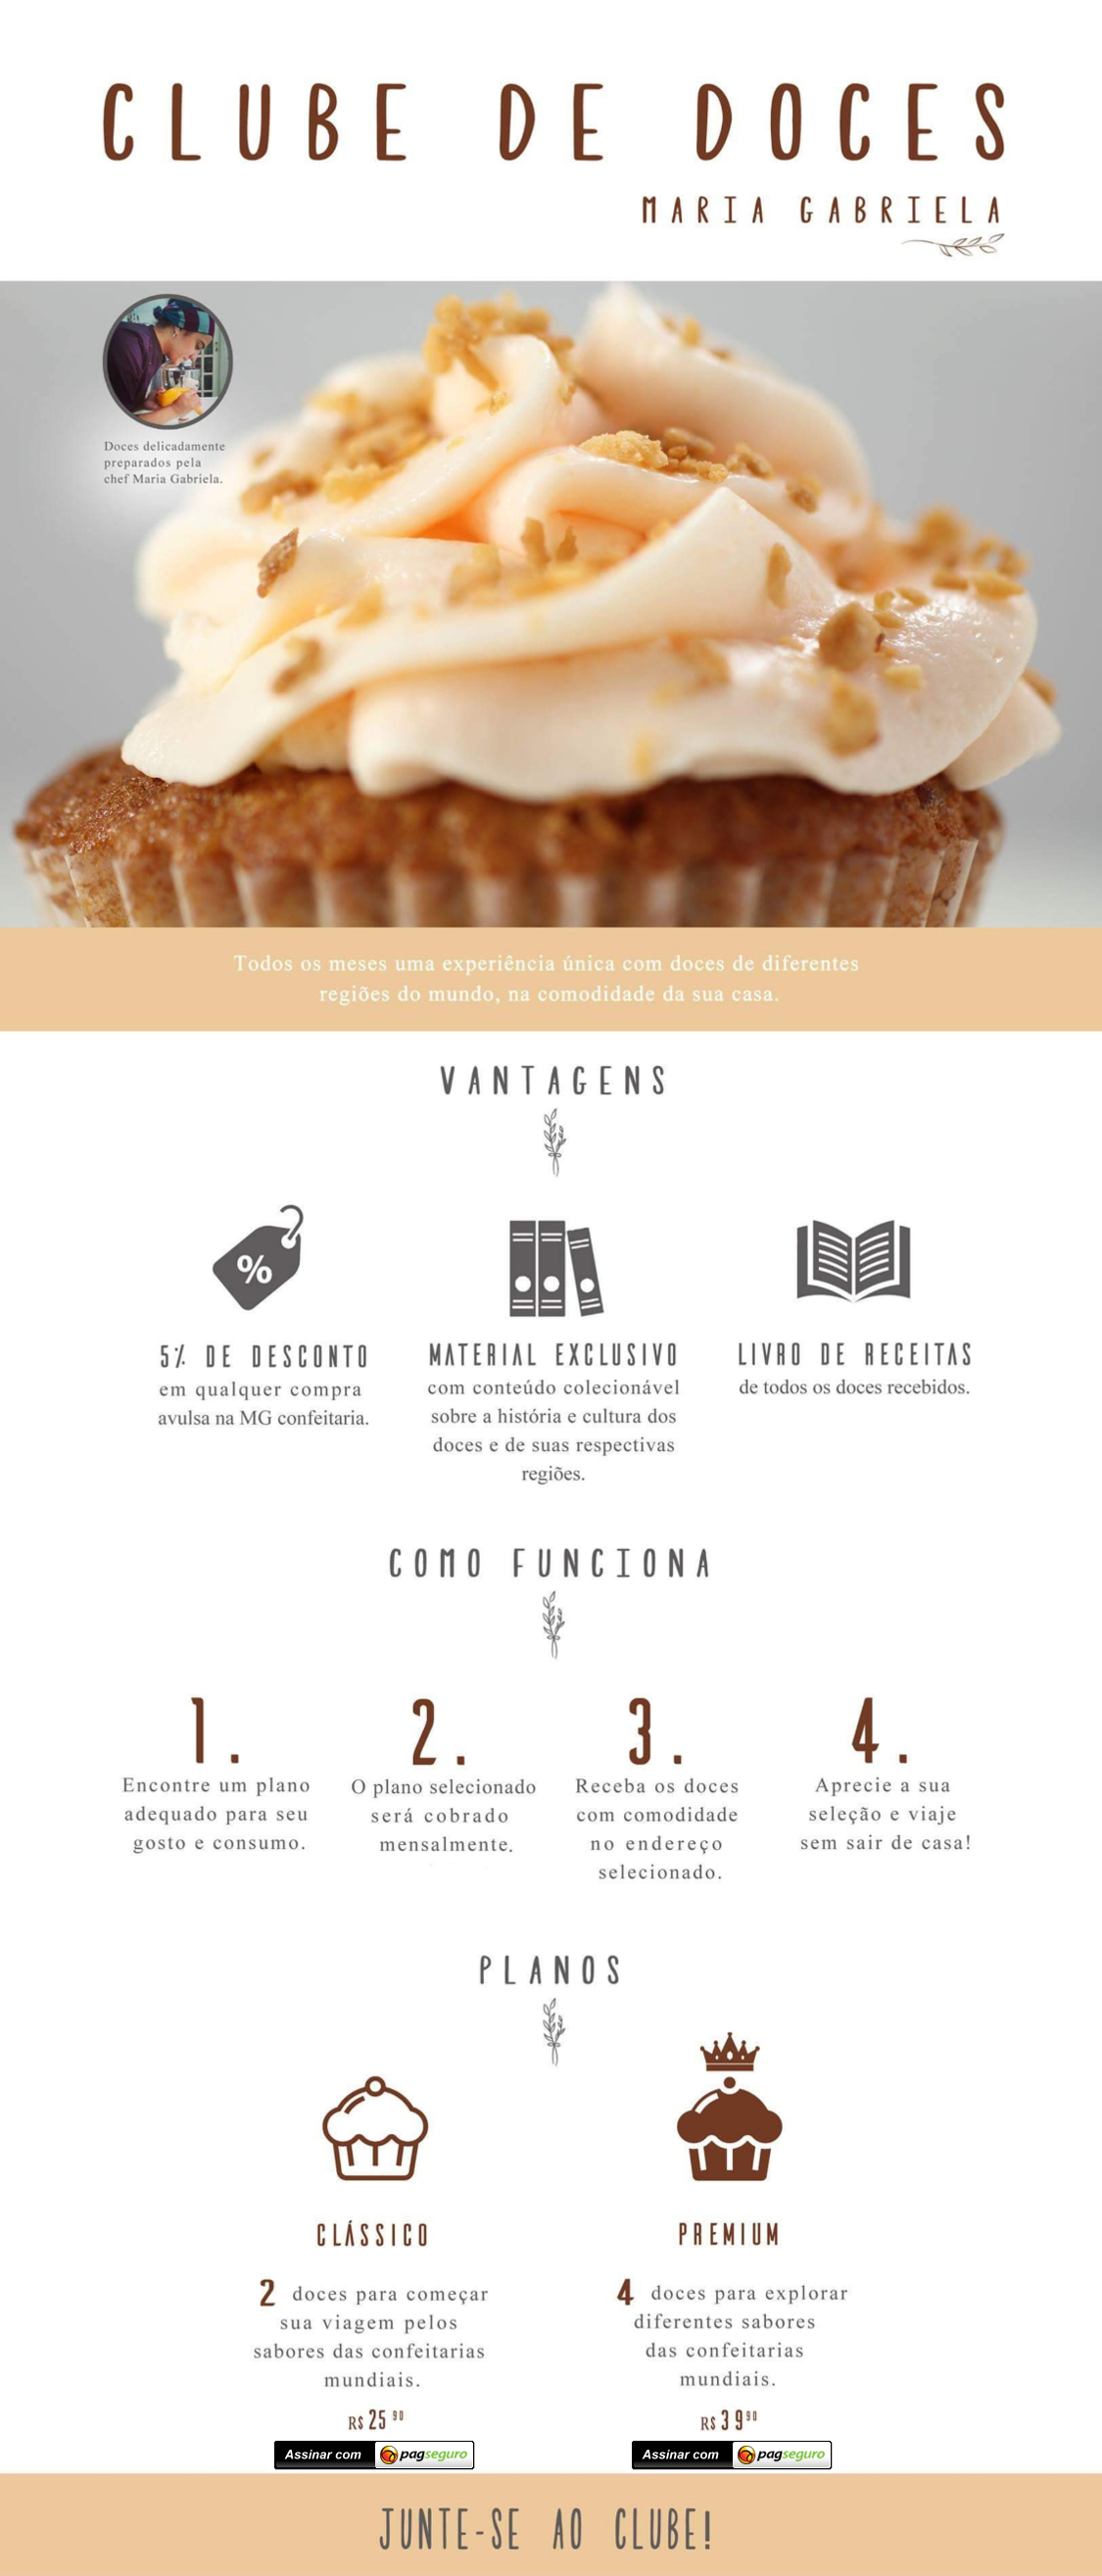 CLUBE DE DOCES
MARIA GABRIELA
Doces delicadamente
preparados pela
chef Maria Gabriela.
Todos os meses uma experiência única com doces de diferentes
regiões do mundo, na comodidade da sua casa.
VANTAGENS
%
5% DE DESCONTO
em qualquer compra
avulsa na MG confeitaria.
MATERIAL EXCLUSIVO
com conteúdo colecionável
sobre a história e cultura dos
doces e de suas respectivas
regiões.
LIVRO DE RECEITAS
de todos os doces recebidos.
COMO FUNCIONA
1.
Encontre um plano
adequado para seu
gosto e consumo.
2.
O plano selecionado
será cobrado
mensalmente.
3.
Receba os doces
com comodidade
no endereço
selecionado.
4.
Aprecie a sua
seleção e viaje
sem sair de casa!
PLANOS
CLÁSSICO
2 doces para começar
sua viagem pelos
sabores das confeitarias
mundiais.
R$ 25 90
Assinar com pagseguro
PREMIUM
4 doces para explorar
diferentes sabores
das confeitarias
mundiais.
R$ 39 90
Assinar com pagseguro
JUNTE-SE AO CLUBE!